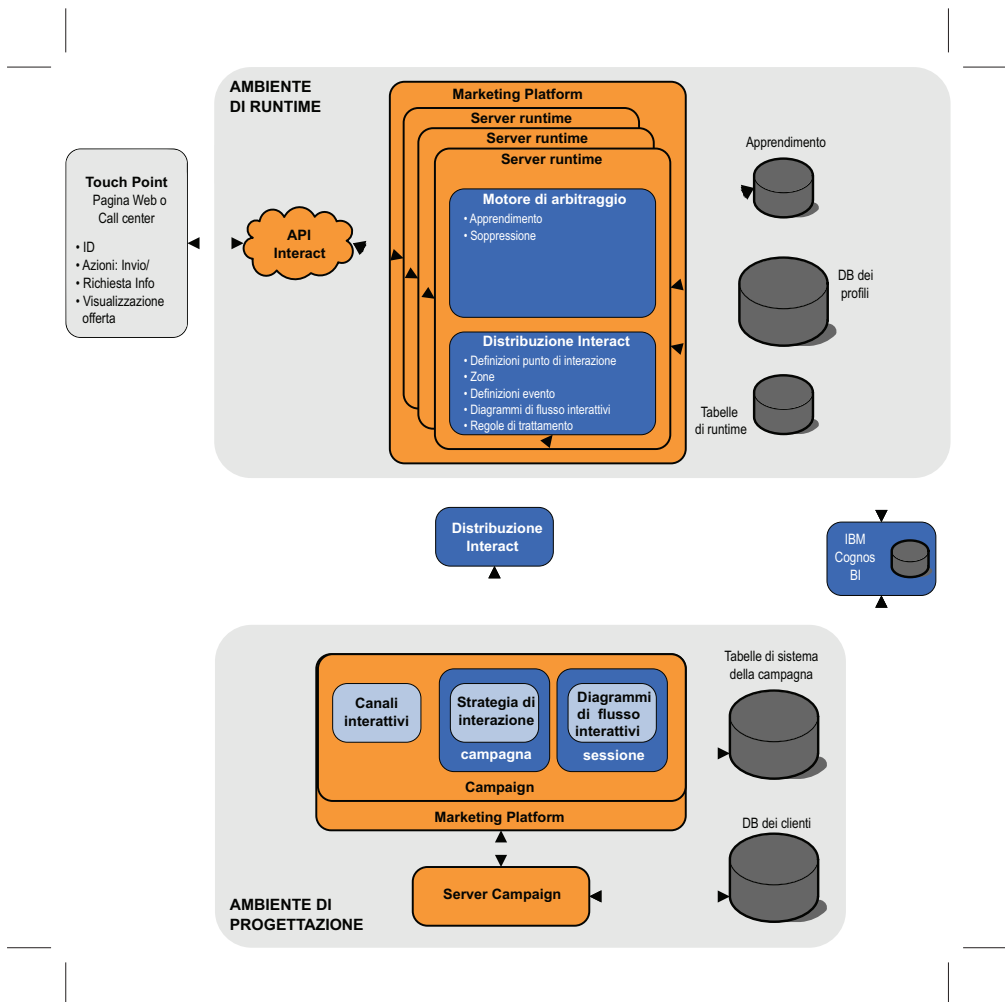 AMBIENTE
DI RUNTIME
Marketing Platform
Server runtime
Server runtime
Server runtime
Motore di arbitraggio
• Apprendimento
• Soppressione
Distribuzione Interact
• Definizioni punto di interazione
• Zone
• Definizioni evento
• Diagrammi di flusso interattivi
• Regole di trattamento
Touch Point
Pagina Web o
Call center
• ID
• Azioni: Invio/
• Richiesta Info
• Visualizzazione
offerta
API
Interact
Apprendimento
DB dei
profili
Tabelle
di runtime
Distribuzione
Interact
IBM
Cognos
BI
Canali
interattivi
Strategia di
interazione
campagna
Diagrammi
di flusso
interattivi
sessione
Campaign
Marketing Platform
Tabelle di sistema
della campagna
DB dei clienti
Server Campaign
AMBIENTE DI
PROGETTAZIONE